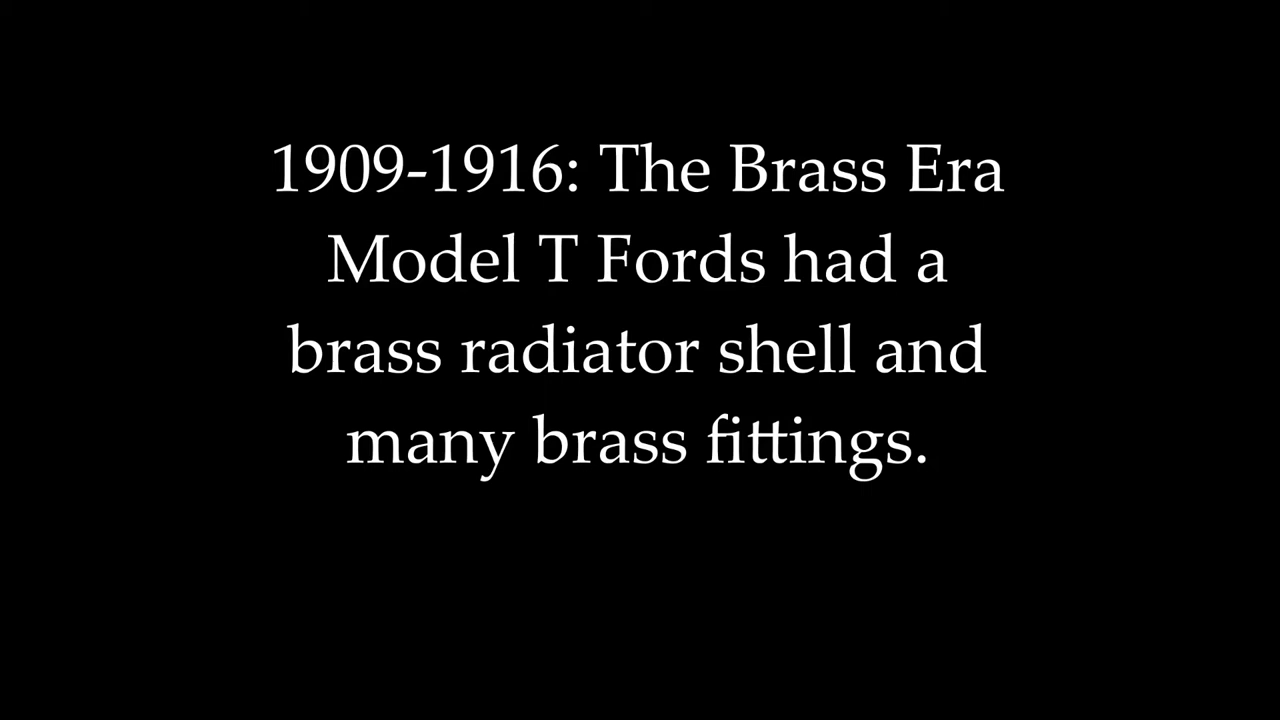 1909-1916: The Brass Era
Model T Fords had a
brass radiator shell and
many brass fittings.